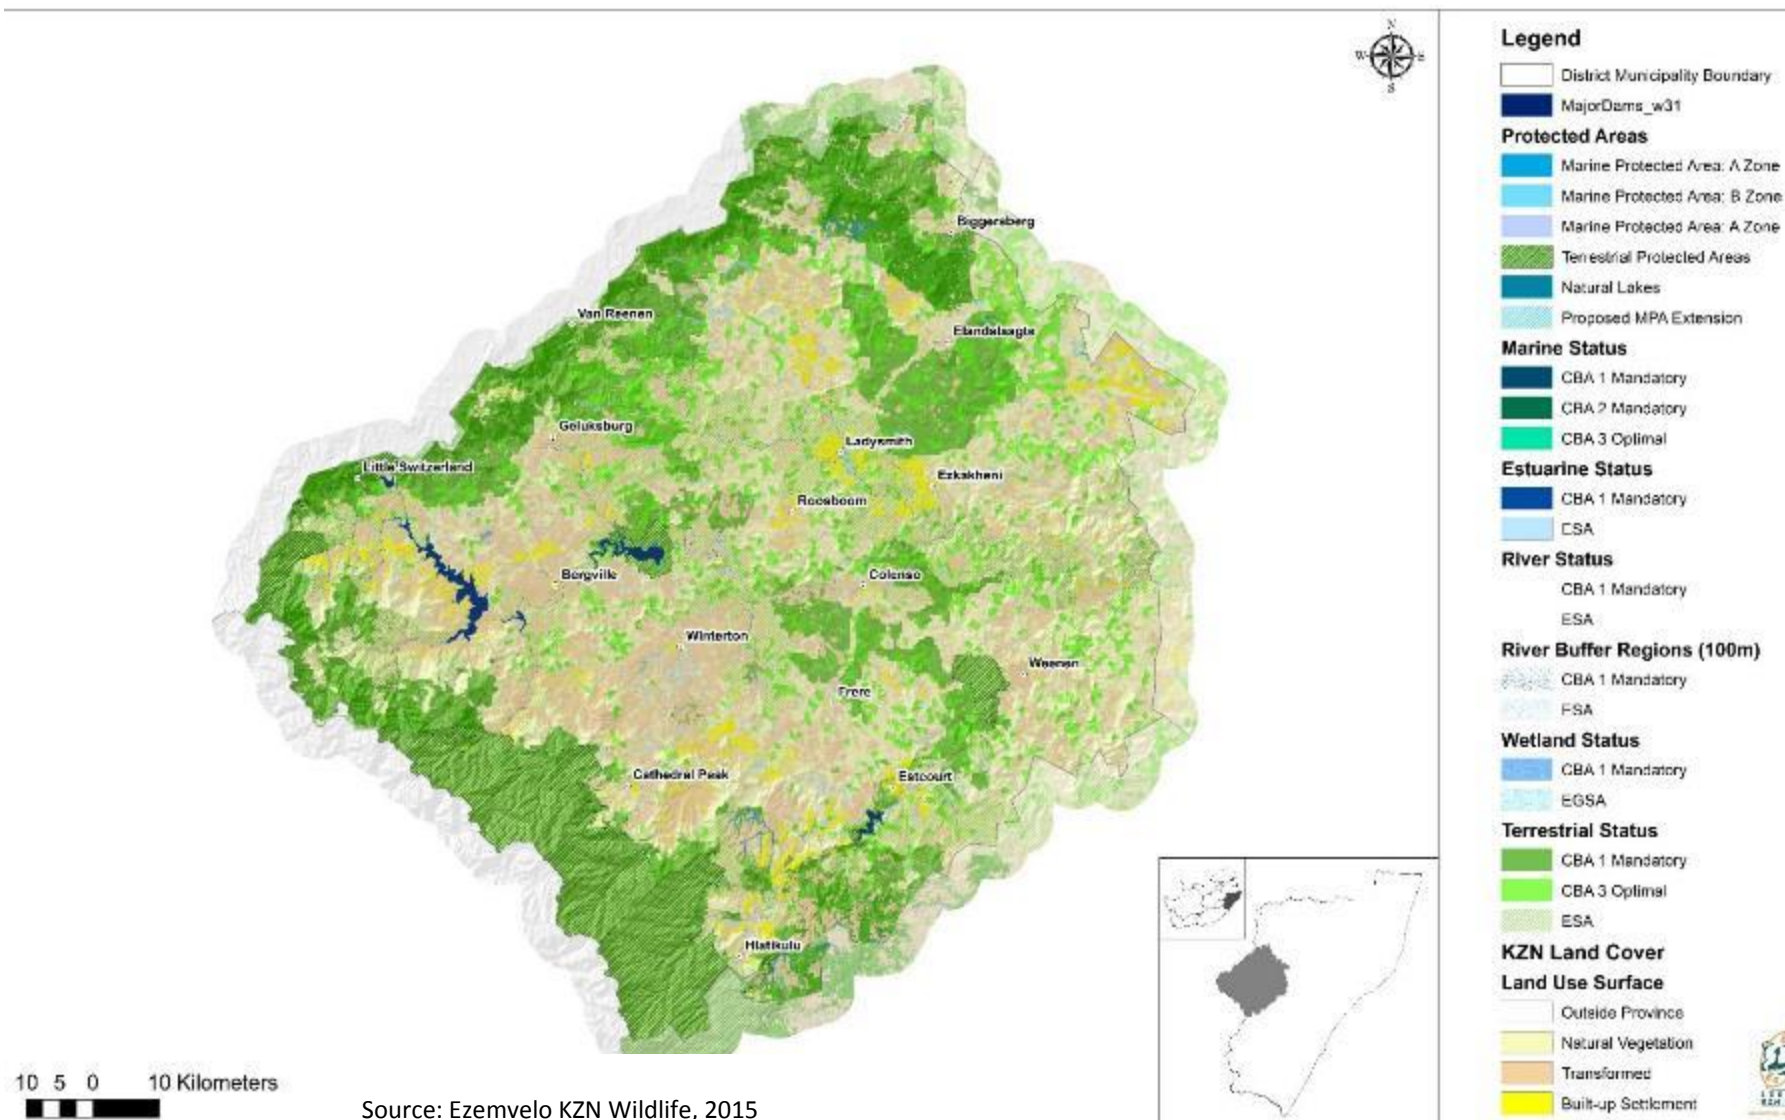 N
W
E
S
Biggersberg
Van Reenen
Elandslaagte
Geluksburg
Ladysmith
Little Switzerland
Ezkakheni
Roosboom
Bergville
Colenso
Winterton
Weenen
Frere
Cathedral Peak
Estcourt
Hlatikulu
10 5 0 10 Kilometers
Source: Ezemvelo KZN Wildlife, 2015
Legend
District Municipality Boundary
MajorDams_w31
Protected Areas
Marine Protected Area: A Zone
Marine Protected Area: B Zone
Marine Protected Area: A Zone
Terrestrial Protected Areas
Natural Lakes
Proposed MPA Extension
Marine Status
CBA 1 Mandatory
CBA 2 Mandatory
CBA 3 Optimal
Estuarine Status
CBA 1 Mandatory
ESA
River Status
CBA 1 Mandatory
ESA
River Buffer Regions (100m)
CBA 1 Mandatory
ESA
Wetland Status
CBA 1 Mandatory
EGSA
Terrestrial Status
CBA 1 Mandatory
CBA 3 Optimal
ESA
KZN Land Cover
Land Use Surface
Outside Province
Natural Vegetation
Transformed
Built-up Settlement